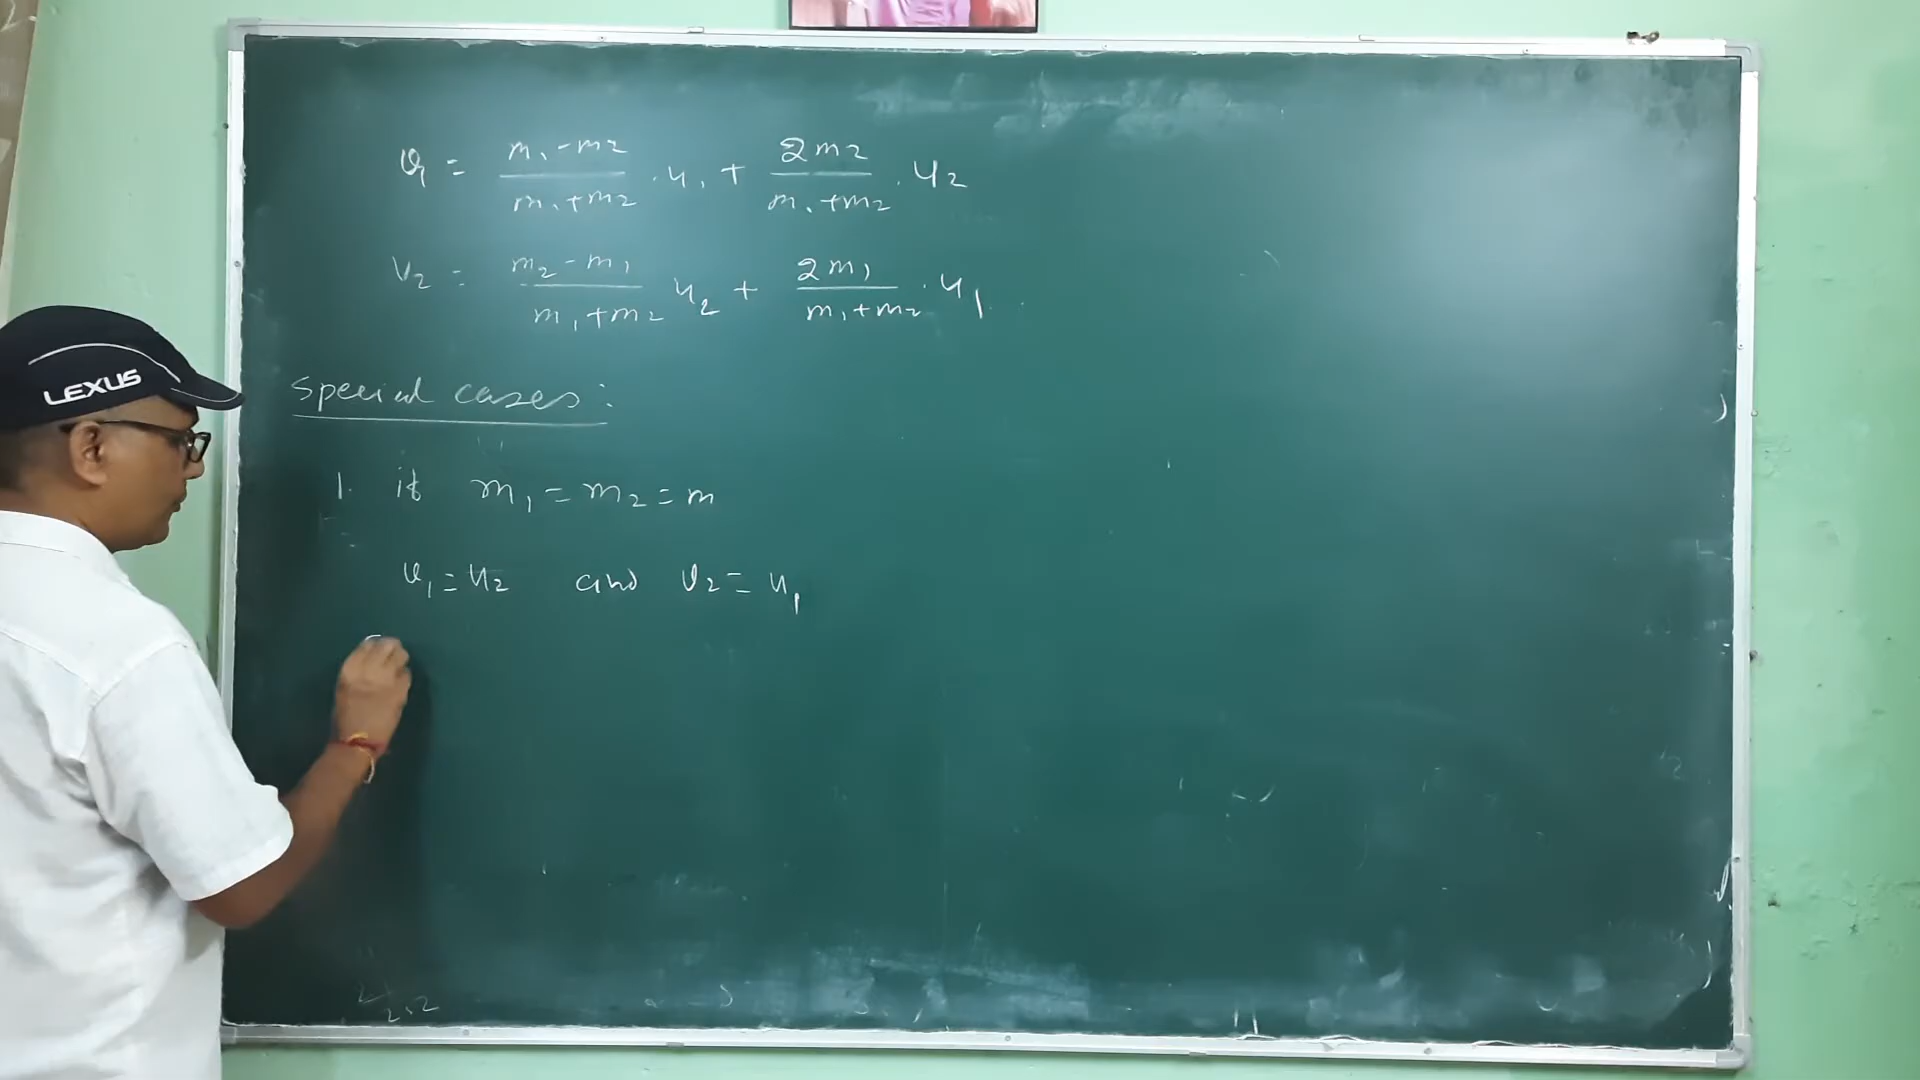 v₁ = (m₁-m₂)/(m₁+m₂) . u₁ + (2m₂)/(m₁+m₂) . u₂
v₂ = (m₂-m₁)/(m₁+m₂) u₂ + (2m₁)/(m₁+m₂) . u₁
LEXUS
special cases:
1. if m₁ = m₂ = m
v₁ = u₂ and v₂ = u₁